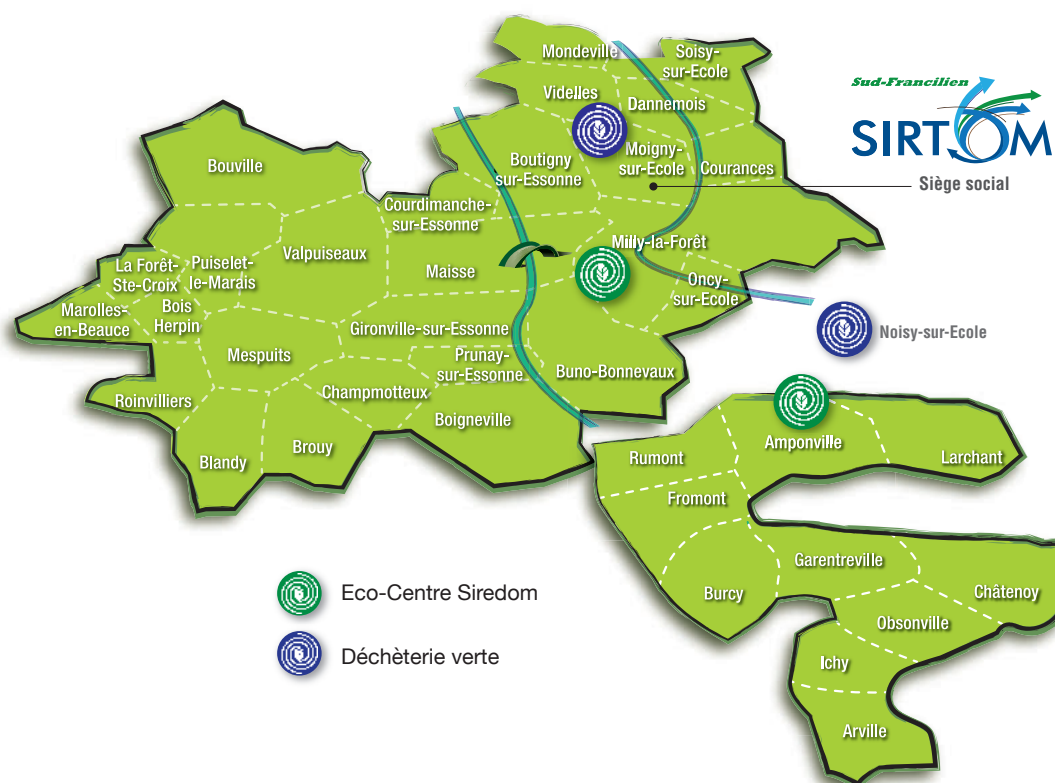 Mondeville
Soisy-
sur-Ecole
Sud-Francilien
SIRTOM
Siège social
Videlles
Dannemois
Moigny-
sur-Ecole
Courances
Boutigny
sur-Essonne
Bouville
Courdimanche-
sur-Essonne
Valpuiseaux
Milly-la-Forêt
La Forêt-
Ste-Croix
Puiselet-
le-Marais
Maisse
Oncy-
sur-Ecole
Marolles-
en-Beauce
Bois
Herpin
Gironville-sur-Essonne
Noisy-sur-Ecole
Mespuits
Prunay-
sur-Essonne
Buno-Bonnevaux
Champmotteux
Roinvilliers
Boigneville
Brouy
Blandy
Amponville
Rumont
Larchant
Fromont
Garentreville
Burcy
Châtenoy
Obsonville
Ichy
Arville
Eco-Centre Siredom
Déchèterie verte